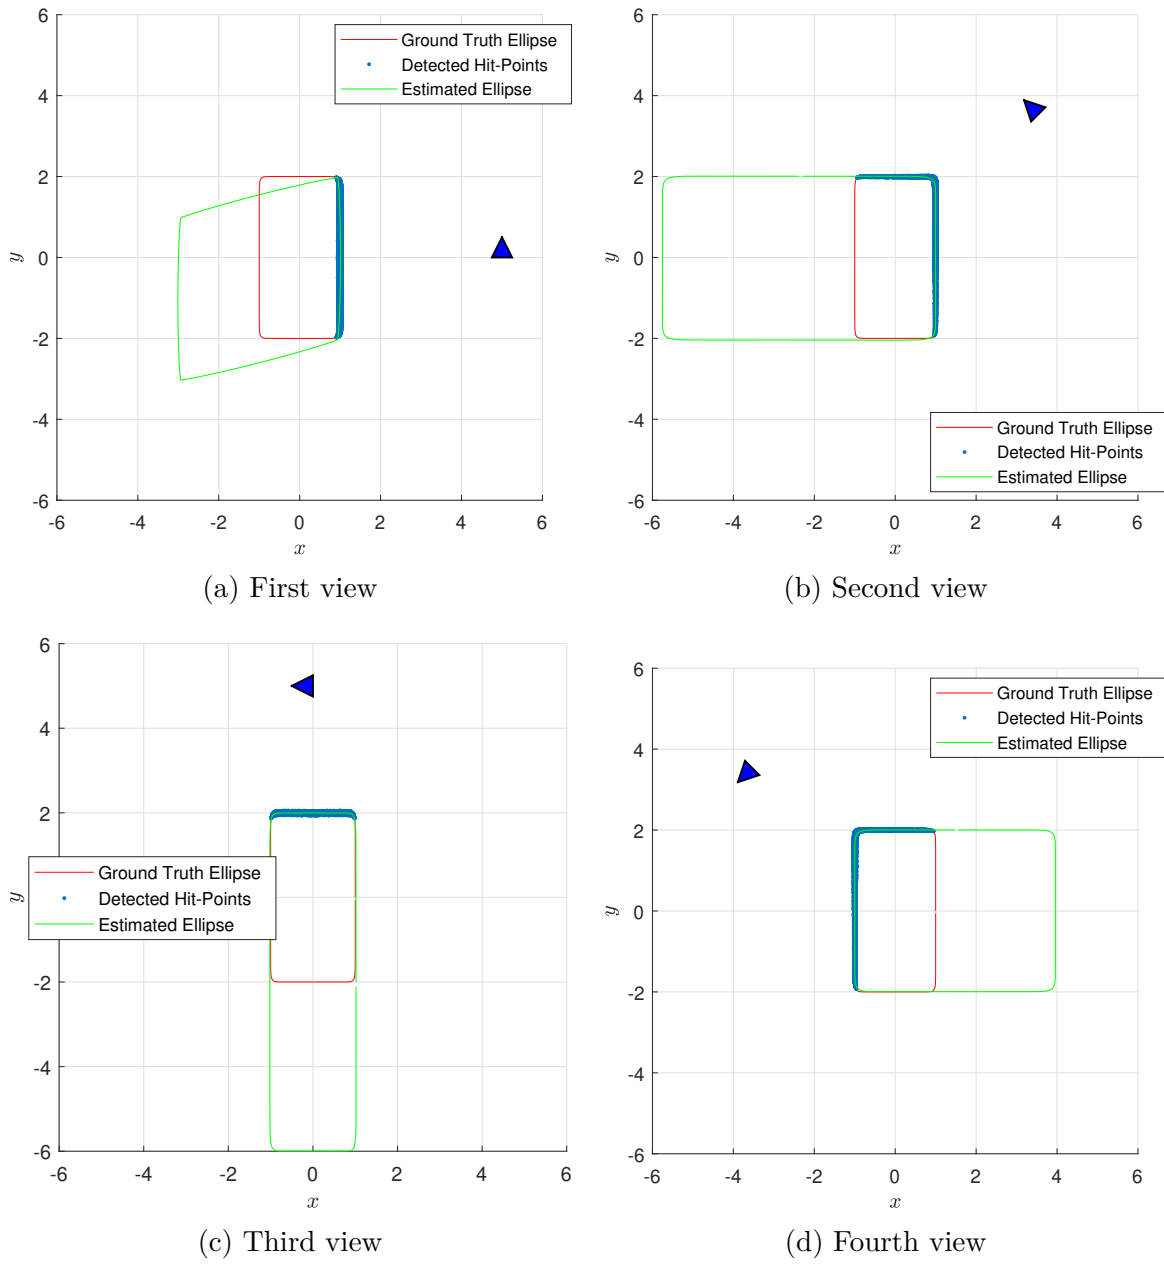 6
4
2
0
-2
-4
-6
y
-6 -4 -2 0 2 4 6
x
Ground Truth Ellipse
Detected Hit-Points
Estimated Ellipse
(a) First view
6
4
2
0
-2
-4
-6
y
-6 -4 -2 0 2 4 6
x
Ground Truth Ellipse
Detected Hit-Points
Estimated Ellipse
(b) Second view
6
4
2
-2
-4
-6
y
-6 -4 -2 0 2 4 6
x
Ground Truth Ellipse
Detected Hit-Points
Estimated Ellipse
(c) Third view
6
4
2
0
-2
-4
-6
y
-6 -4 -2 0 2 4 6
x
Ground Truth Ellipse
Detected Hit-Points
Estimated Ellipse
(d) Fourth view